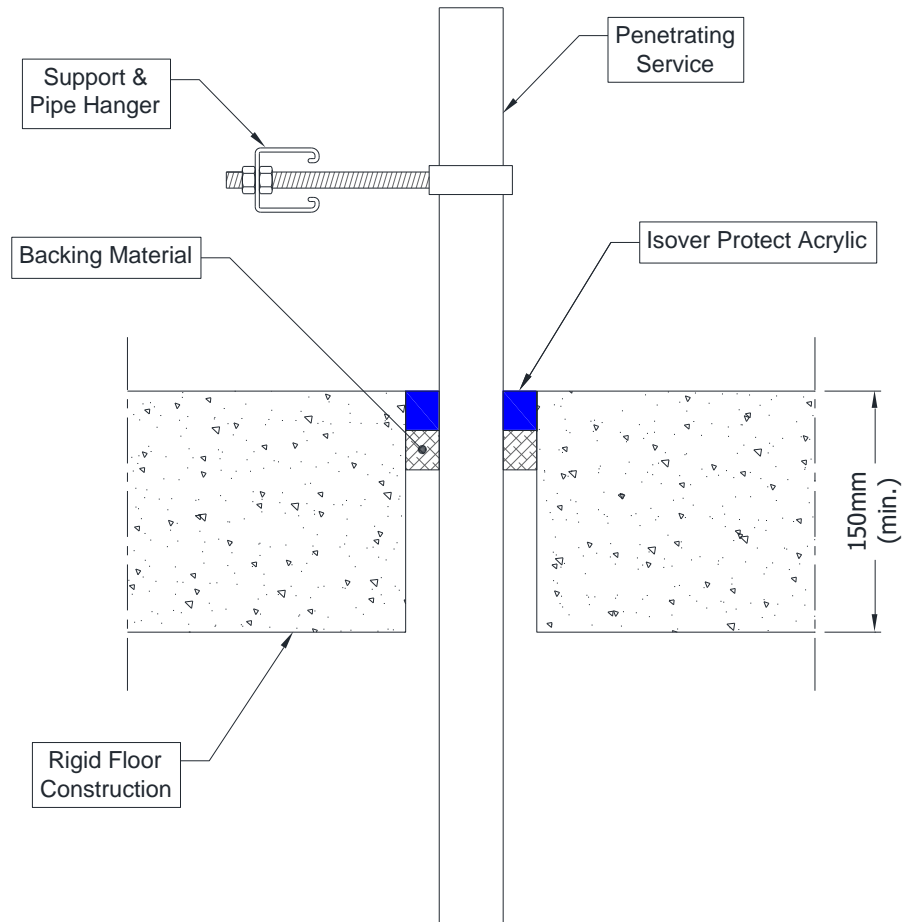 Penetrating
Service
Support &
Pipe Hanger
Isover Protect Acrylic
Backing Material
150mm
(min.)
Rigid Floor
Construction